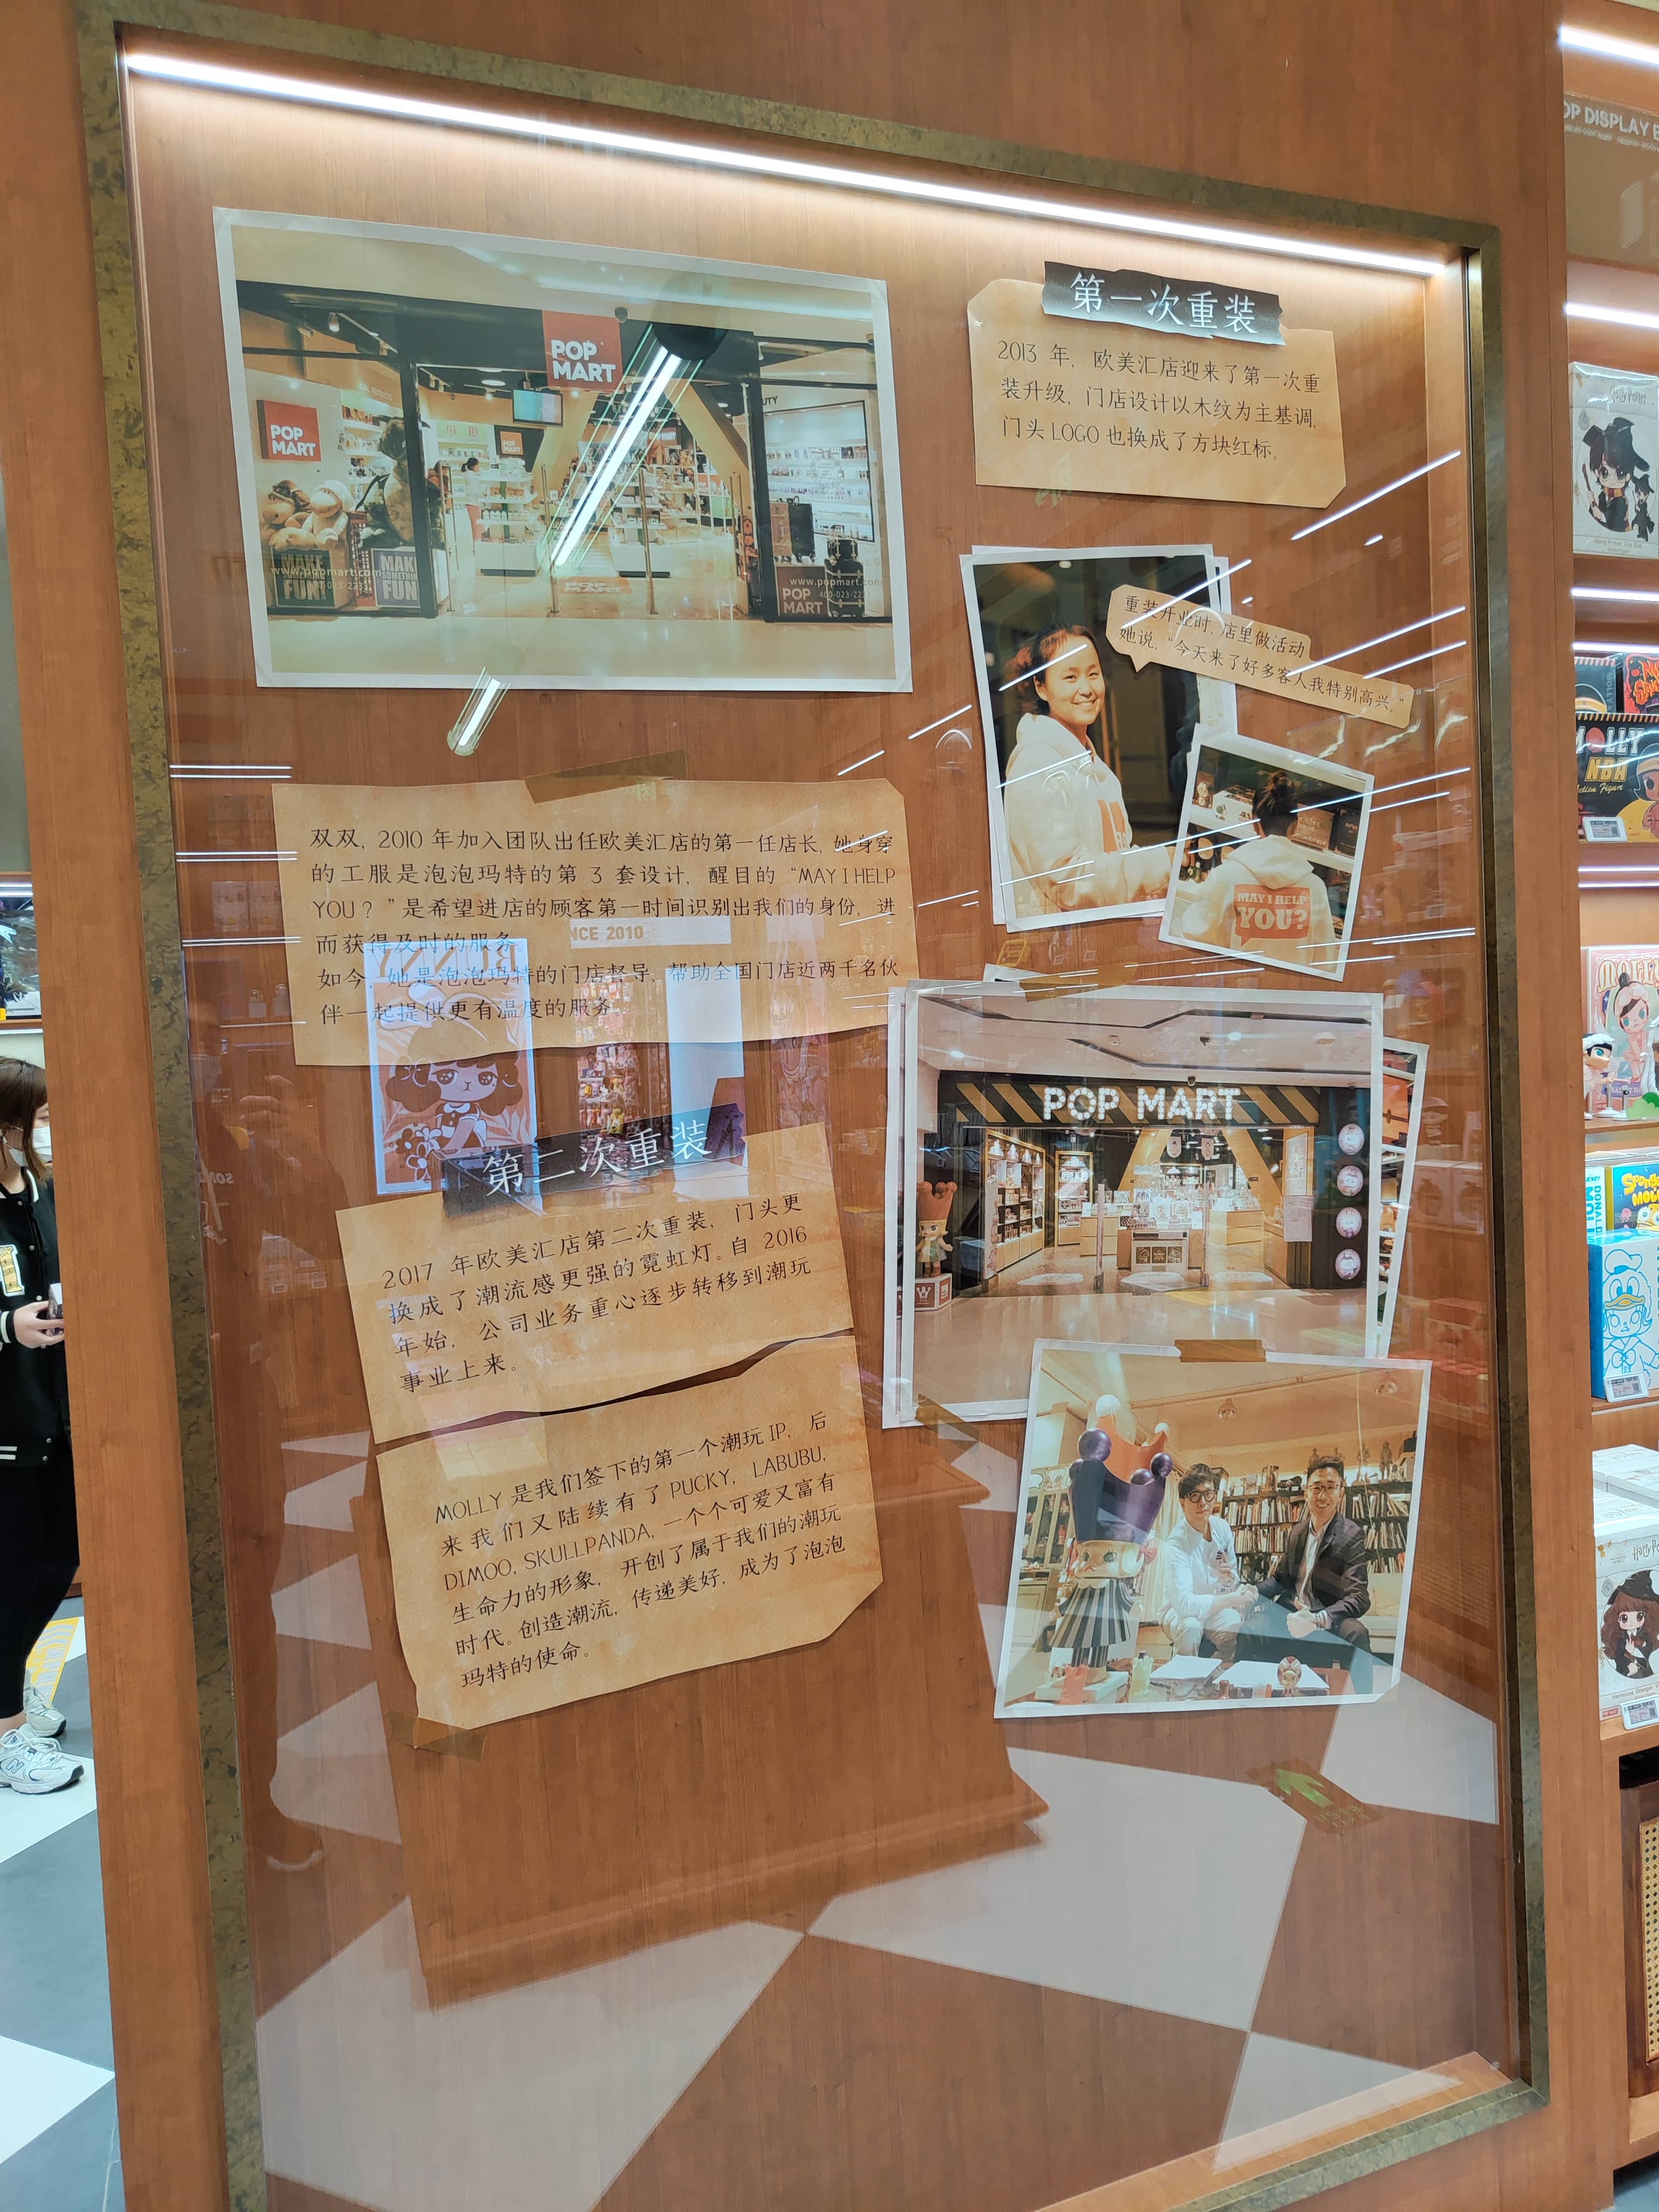 POP
MART
POP
MART
POP
MART
MAKE
FUN!
MAKE
SOMETHIN
FUN
www.popmart.com
www.popmart.com
POP
MART
第一次重装
2013 年，欧美汇店迎来了第一次重
装升级，门店设计以木纹为主基调，
门头 LOGO 也换成了方块红标。
重装开业时，店里做活动
她说，“今天来了好多客人我特别高兴。”
MAY I HELP
YOU?
双双，2010 年加入团队出任欧美汇店的第一任店长，她身穿
的工服是泡泡玛特的第 3 套设计，醒目的 “MAY I HELP
YOU？” 是希望进店的顾客第一时间识别出我们的身份，进
而获得及时的服务
如今，她是泡泡玛特的门店督导，帮助全国门店近两千名伙
伴一起提供更有温度的服务
NCE 2010
POP MART
第二次重装
2017 年欧美汇店第二次重装，门头更
换成了潮流感更强的霓虹灯。自 2016
年始，公司业务重心逐步转移到潮玩
事业上来。
MOLLY 是我们签下的第一个潮玩 IP，后
来我们又陆续有了 PUCKY，LABUBU，
DIMOO, SKULLPANDA, 一个个可爱又富有
生命力的形象，开创了属于我们的潮玩
时代。创造潮流，传递美好，成为了泡泡
玛特的使命。
OP DISPLAY
MOLLY
NBA
Action Figure
DONALD